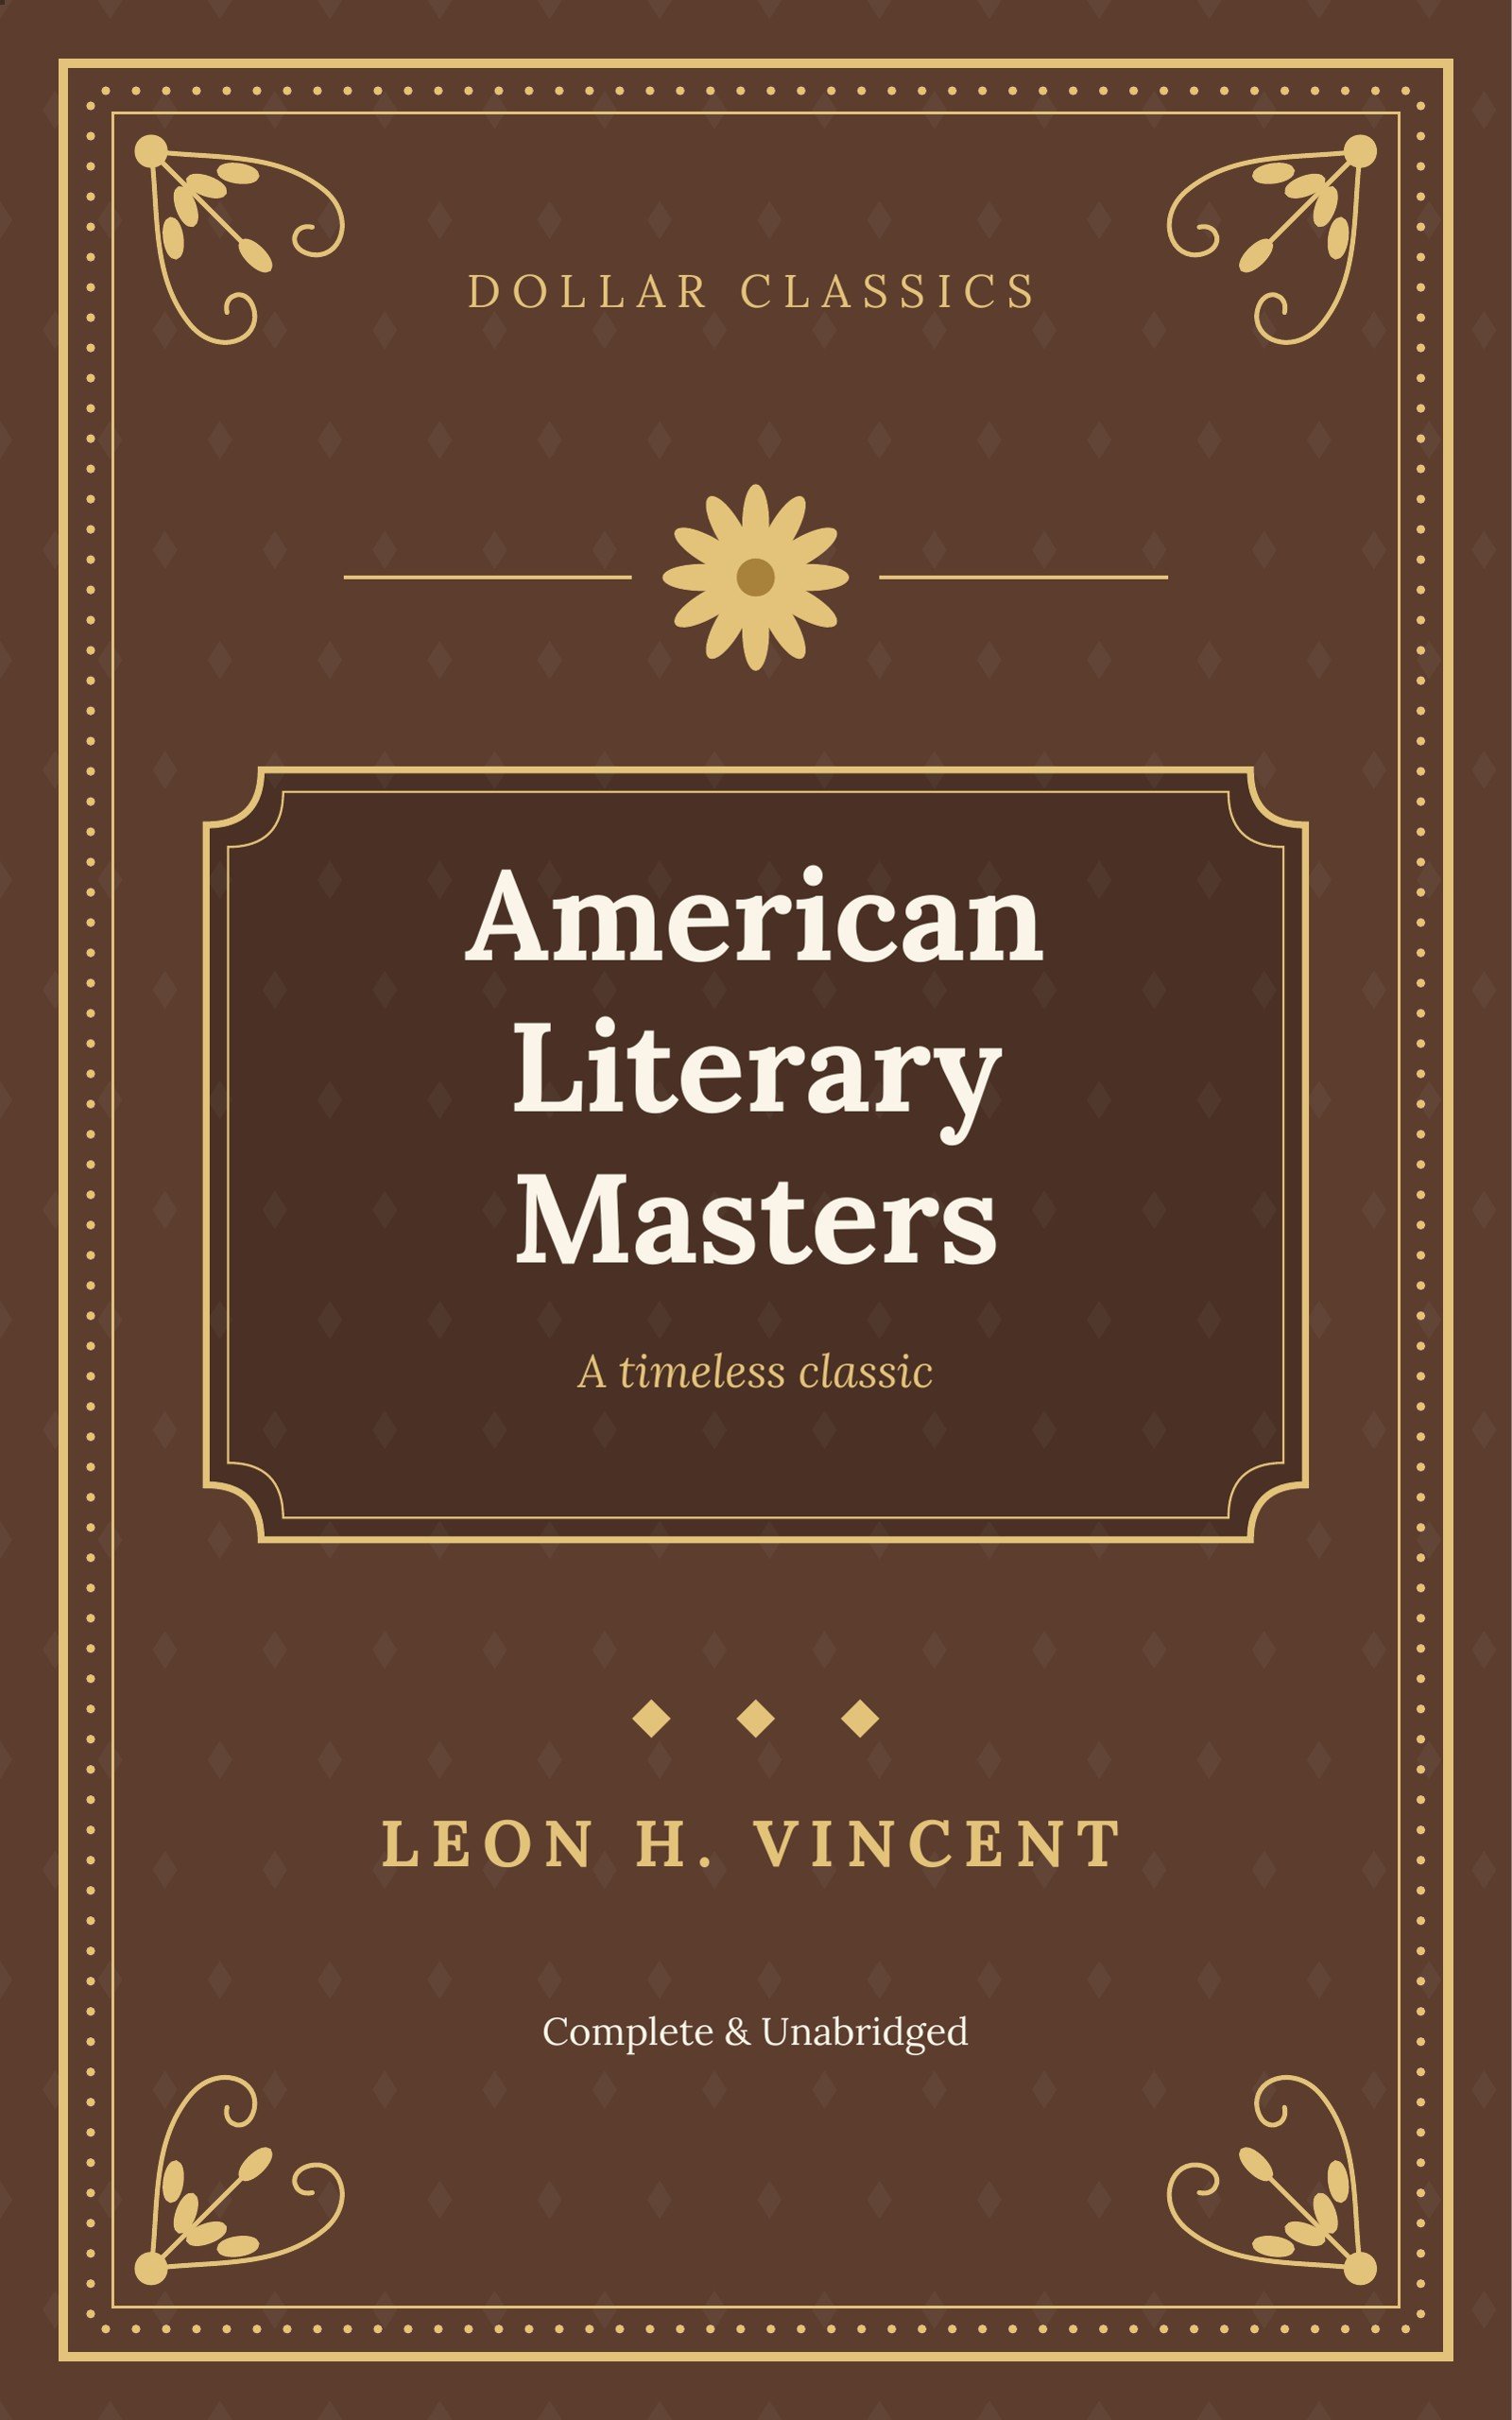 DOLLAR CLASSICS
American
Literary
Masters
A timeless classic
LEON H. VINCENT
Complete & Unabridged